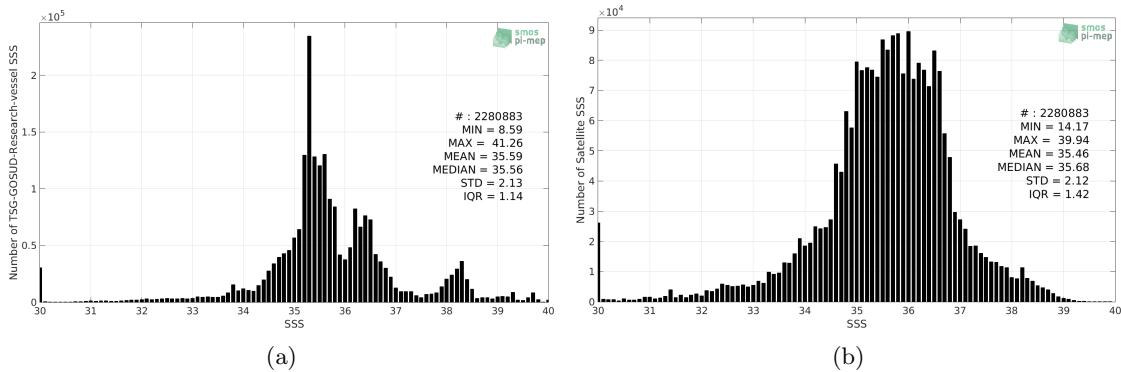 ×10⁵
smos
pi-mep
Number of TSG-GOSUD-Research-vessel SSS
2
1.5
1
0.5
0
# : 2280883
MIN = 8.59
MAX = 41.26
MEAN = 35.59
MEDIAN = 35.56
STD = 2.13
IQR = 1.14
30 31 32 33 34 35 36 37 38 39 40
SSS
(a)
×10⁴
smos
pi-mep
Number of Satellite SSS
9
8
7
6
5
4
3
2
1
0
# : 2280883
MIN = 14.17
MAX = 39.94
MEAN = 35.46
MEDIAN = 35.68
STD = 2.12
IQR = 1.42
30 31 32 33 34 35 36 37 38 39 40
SSS
(b)